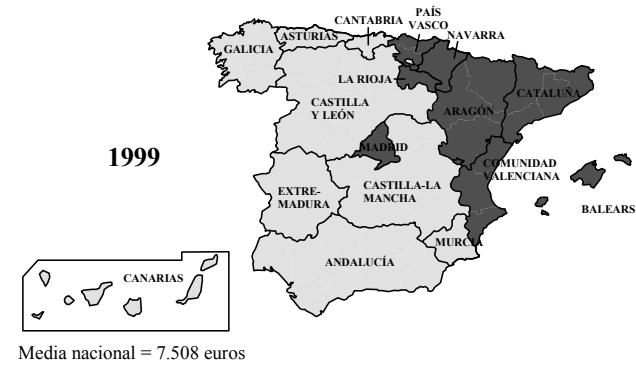 PAÍS
VASCO
CANTABRIA
ASTURIAS
NAVARRA
GALICIA
LA RIOJA
CATALUÑA
CASTILLA
Y LEÓN
ARAGÓN
MADRID
1999
COMUNIDAD
VALENCIANA
CASTILLA-LA
MANCHA
EXTRE-
MADURA
BALEARS
MURCIA
ANDALUCÍA
CANARIAS
Media nacional = 7.508 euros